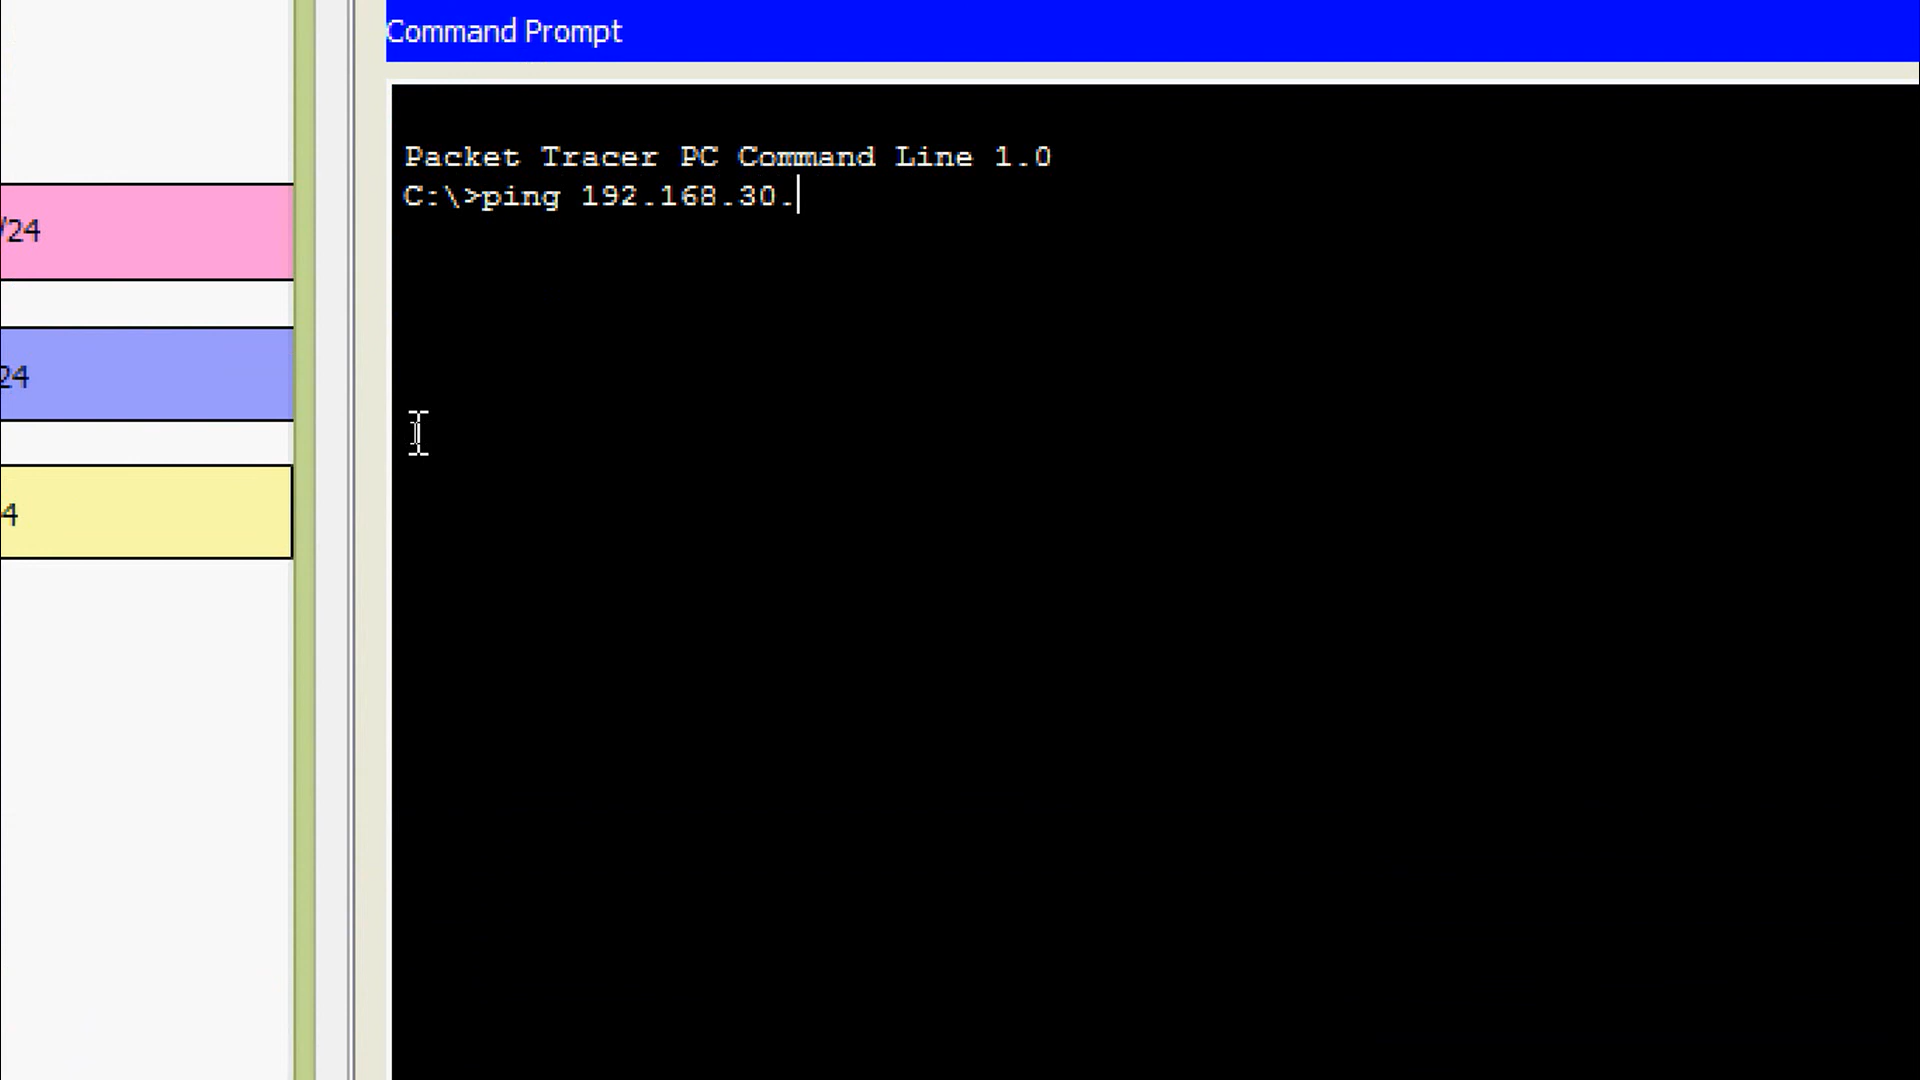 Command Prompt
Packet Tracer PC Command Line 1.0
C:\>ping 192.168.30.
/24
24
4